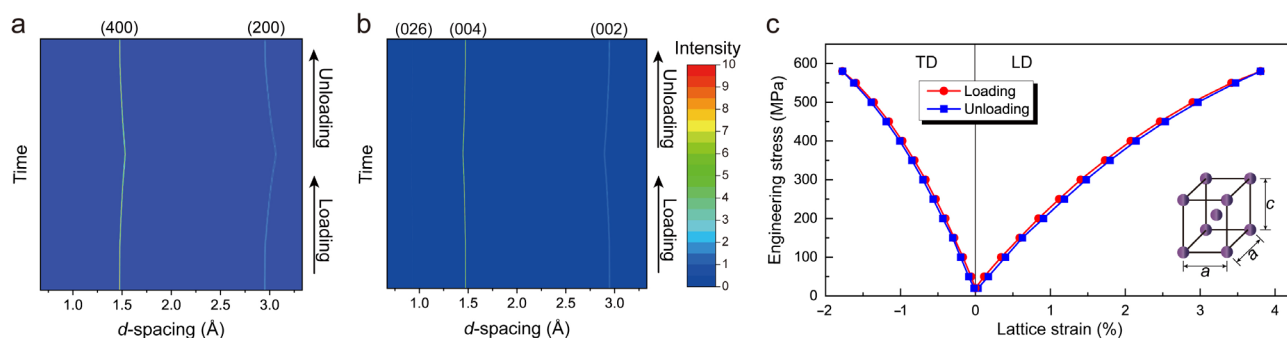 a
(400)
(200)
Time
Unloading
Loading
1.0
1.5
2.0
2.5
3.0
d-spacing (Å)
b
(026)
(004)
(002)
Time
Unloading
Loading
1.0
1.5
2.0
2.5
3.0
d-spacing (Å)
Intensity
10
9
8
7
6
5
4
3
2
1
0
c
Engineering stress (MPa)
600
500
400
300
200
100
0
TD
LD
Loading
Unloading
c
a
a
−2
−1
0
1
2
3
4
Lattice strain (%)